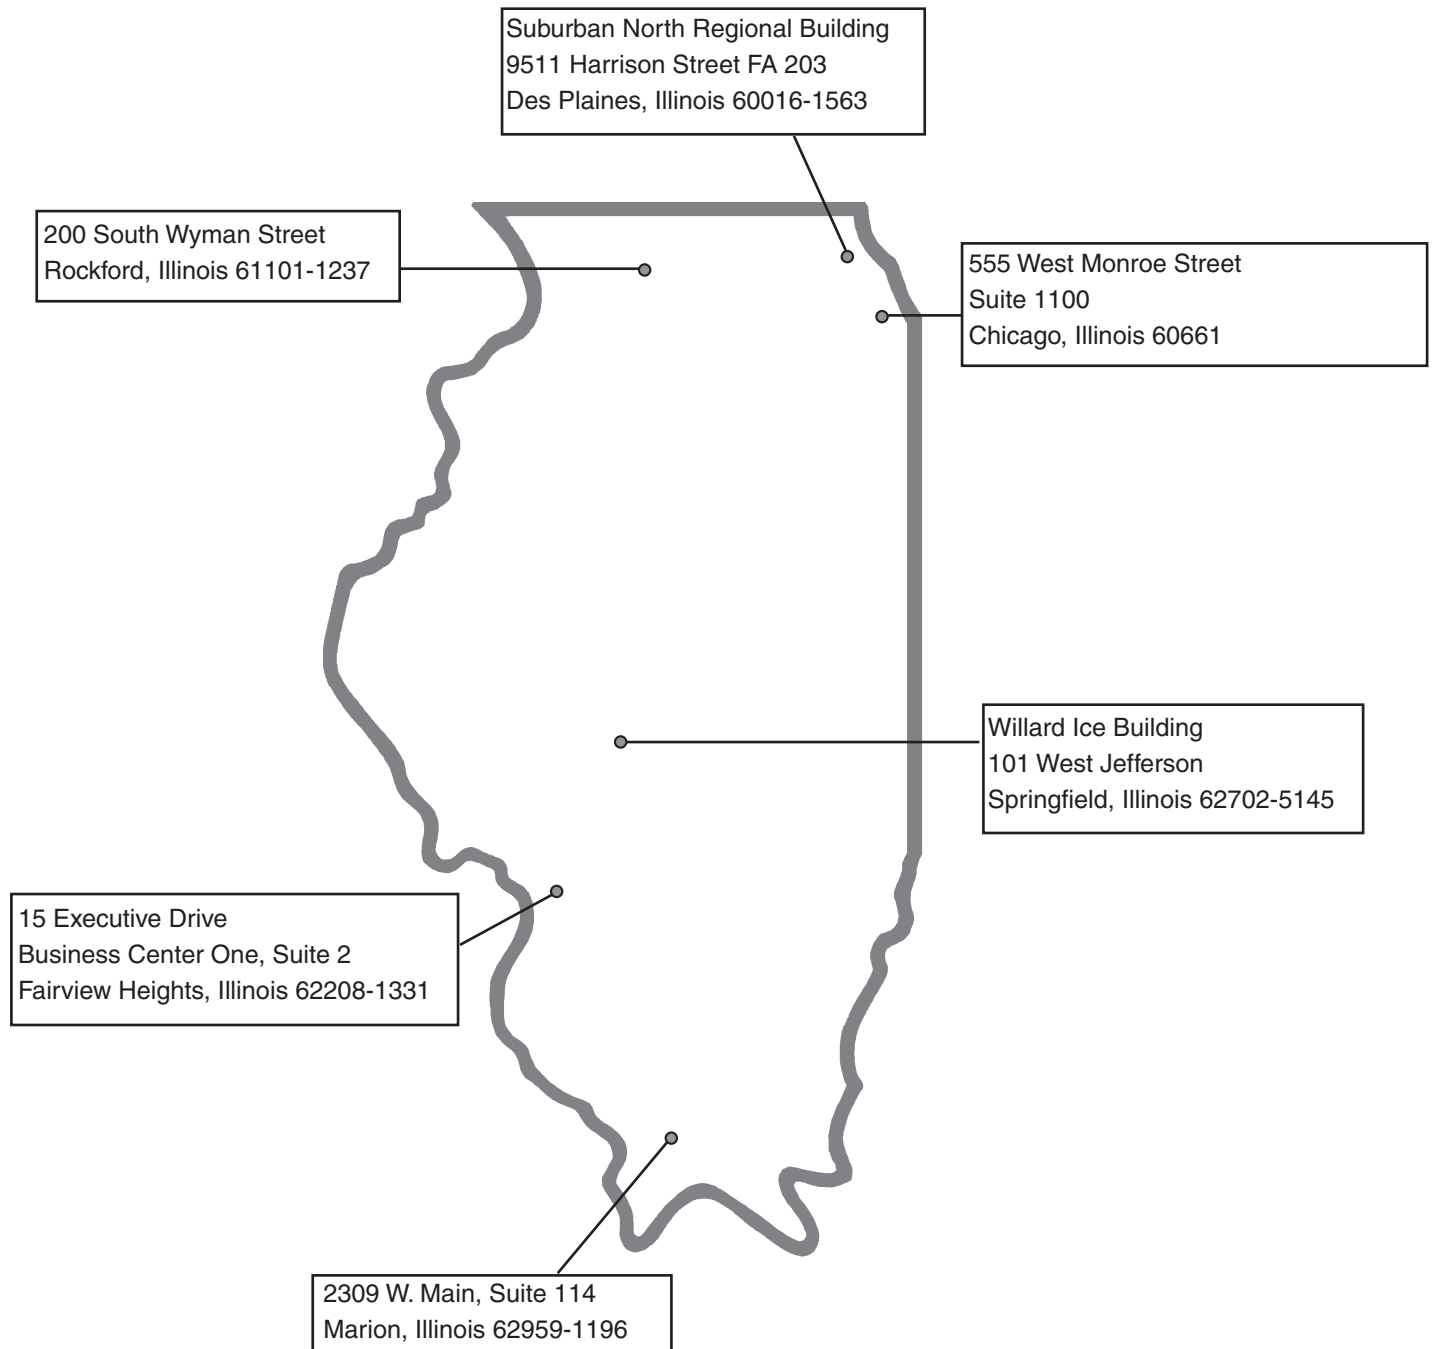 Suburban North Regional Building
9511 Harrison Street FA 203
Des Plaines, Illinois 60016-1563
200 South Wyman Street
Rockford, Illinois 61101-1237
555 West Monroe Street
Suite 1100
Chicago, Illinois 60661
Willard Ice Building
101 West Jefferson
Springfield, Illinois 62702-5145
15 Executive Drive
Business Center One, Suite 2
Fairview Heights, Illinois 62208-1331
2309 W. Main, Suite 114
Marion, Illinois 62959-1196